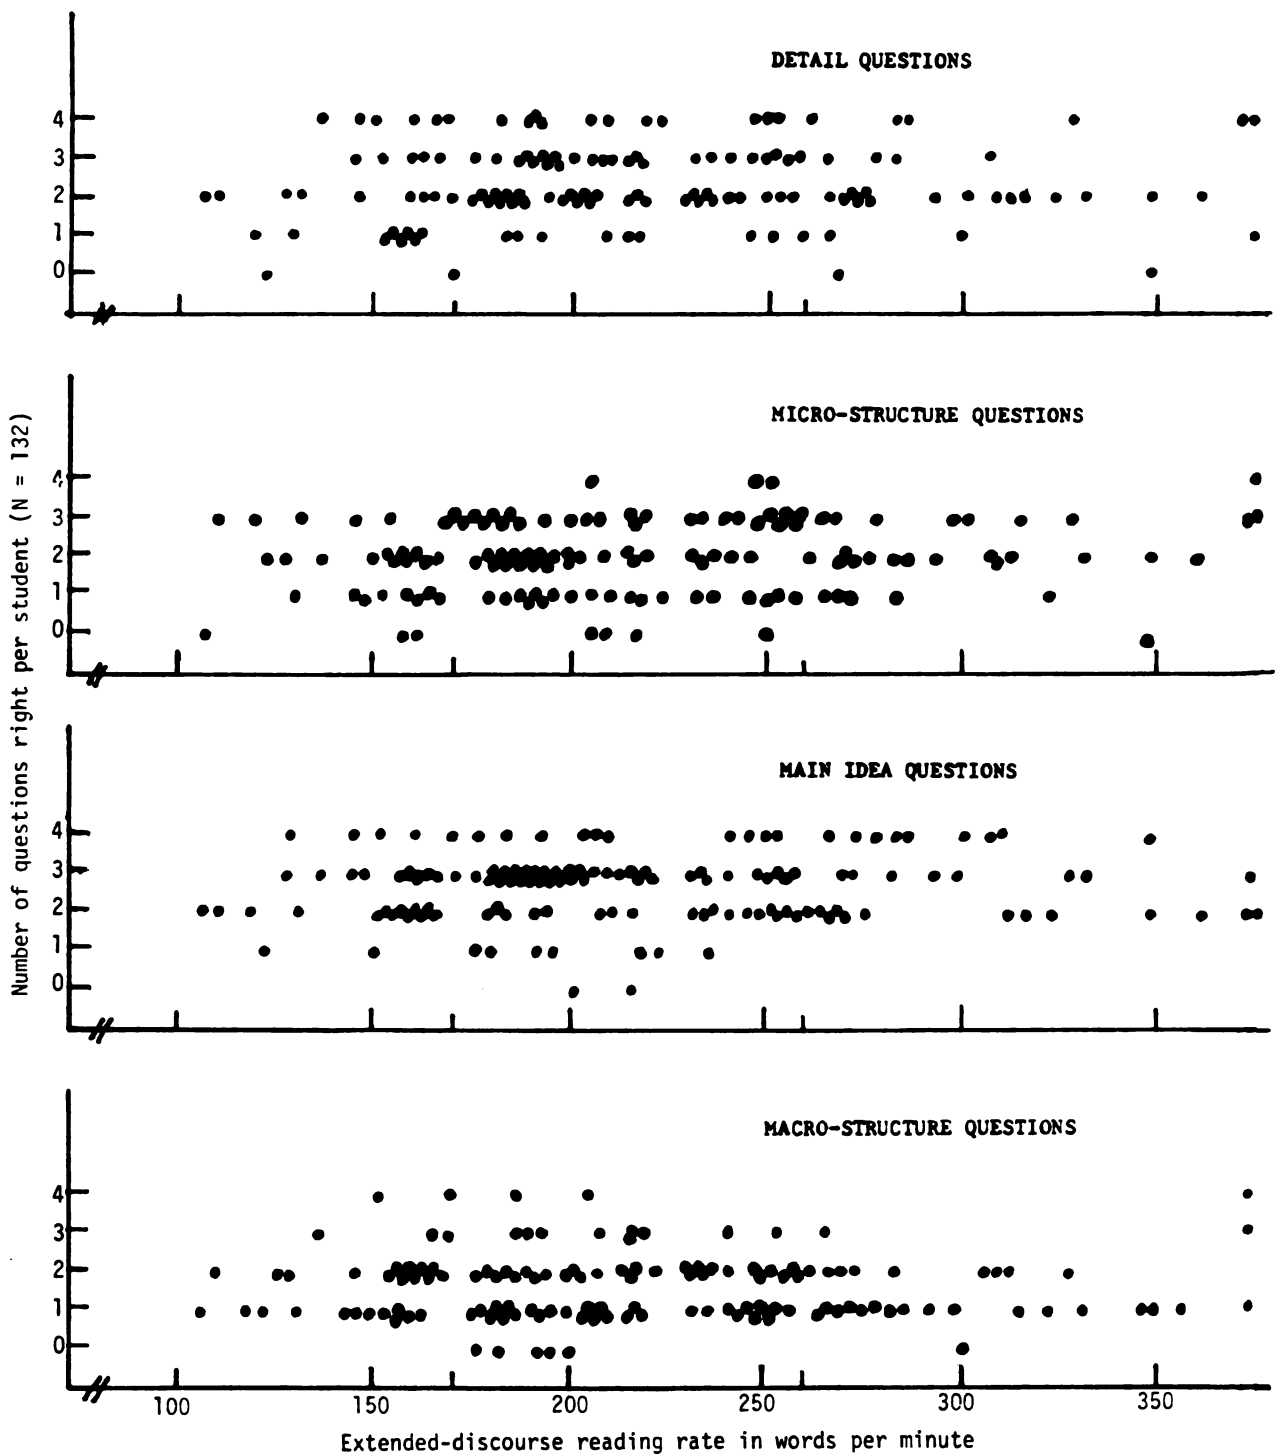 DETAIL QUESTIONS
4
3
2
1
0
MICRO-STRUCTURE QUESTIONS
4
3
2
1
0
Number of questions right per student (N = 132)
MAIN IDEA QUESTIONS
4
3
2
1
0
MACRO-STRUCTURE QUESTIONS
4
3
2
1
0
100 150 200 250 300 350
Extended-discourse reading rate in words per minute